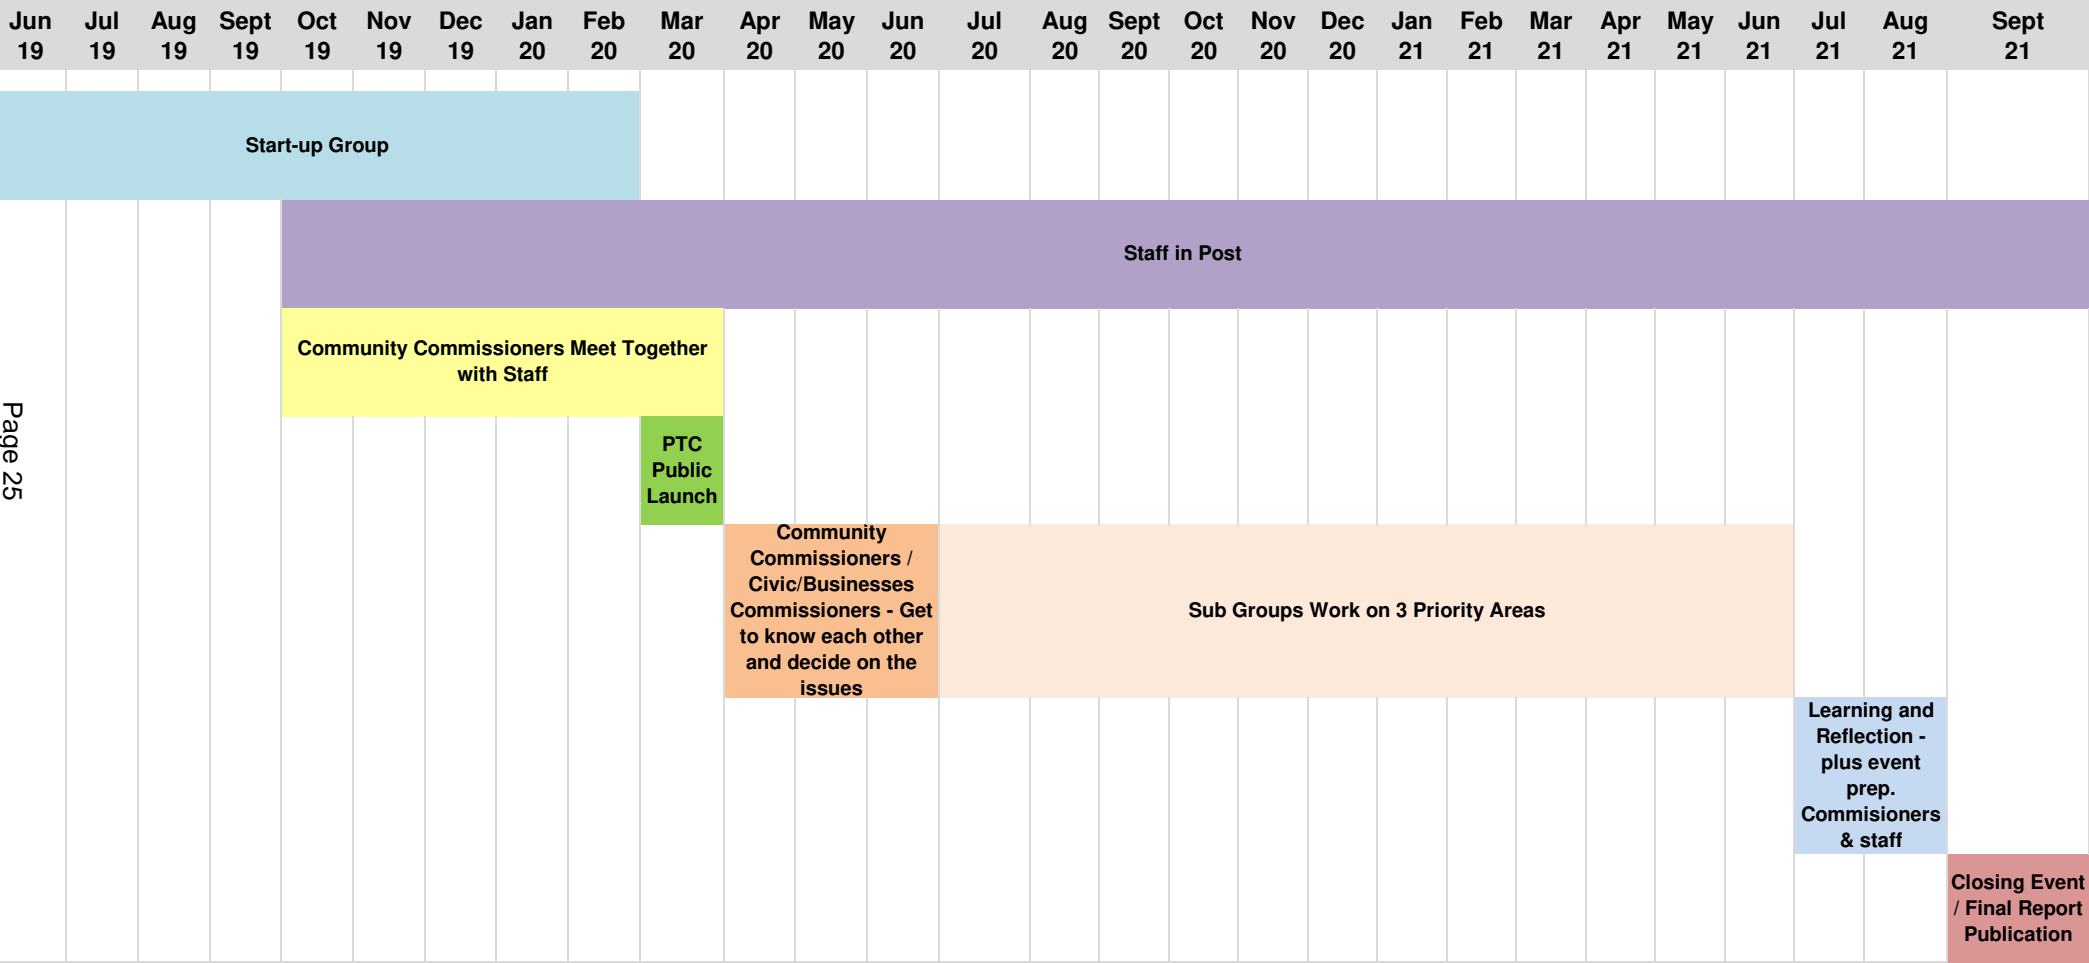 Jun Jul Aug Sept Oct Nov Dec Jan Feb Mar Apr May Jun Jul Aug Sept Oct Nov Dec Jan Feb Mar Apr May Jun Jul Aug Sept
19 19 19 19 19 19 19 20 20 20 20 20 20 20 20 20 20 20 20 21 21 21 21 21 21 21 21 21
Start-up Group
Staff in Post
Community Commissioners Meet Together
with Staff
Page 25
PTC
Public
Launch
Community
Commissioners /
Civic/Businesses
Commissioners - Get
to know each other
and decide on the
issues
Sub Groups Work on 3 Priority Areas
Learning and
Reflection -
plus event
prep.
Commisioners
& staff
Closing Event
/ Final Report
Publication